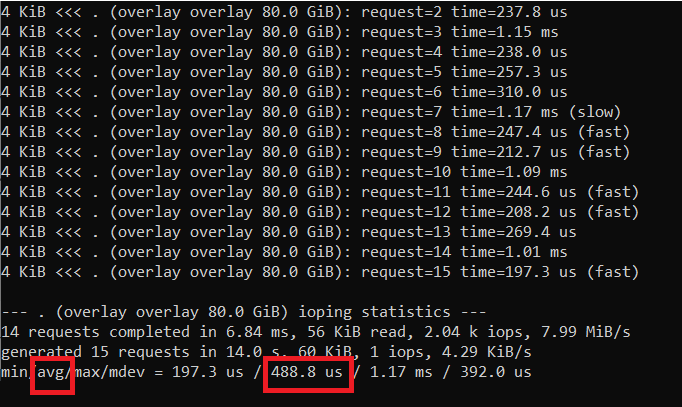 4 KiB <<< . (overlay overlay 80.0 GiB): request=2 time=237.8 us
4 KiB <<< . (overlay overlay 80.0 GiB): request=3 time=1.15 ms
4 KiB <<< . (overlay overlay 80.0 GiB): request=4 time=238.0 us
4 KiB <<< . (overlay overlay 80.0 GiB): request=5 time=257.3 us
4 KiB <<< . (overlay overlay 80.0 GiB): request=6 time=310.0 us
4 KiB <<< . (overlay overlay 80.0 GiB): request=7 time=1.17 ms (slow)
4 KiB <<< . (overlay overlay 80.0 GiB): request=8 time=247.4 us (fast)
4 KiB <<< . (overlay overlay 80.0 GiB): request=9 time=212.7 us (fast)
4 KiB <<< . (overlay overlay 80.0 GiB): request=10 time=1.09 ms
4 KiB <<< . (overlay overlay 80.0 GiB): request=11 time=244.6 us (fast)
4 KiB <<< . (overlay overlay 80.0 GiB): request=12 time=208.2 us (fast)
4 KiB <<< . (overlay overlay 80.0 GiB): request=13 time=269.4 us
4 KiB <<< . (overlay overlay 80.0 GiB): request=14 time=1.01 ms
4 KiB <<< . (overlay overlay 80.0 GiB): request=15 time=197.3 us (fast)
--- . (overlay overlay 80.0 GiB) ioping statistics ---
14 requests completed in 6.84 ms, 56 KiB read, 2.04 k iops, 7.99 MiB/s
generated 15 requests in 14.0 s, 60 KiB, 1 iops, 4.29 KiB/s
min/avg/max/mdev = 197.3 us / 488.8 us / 1.17 ms / 392.0 us